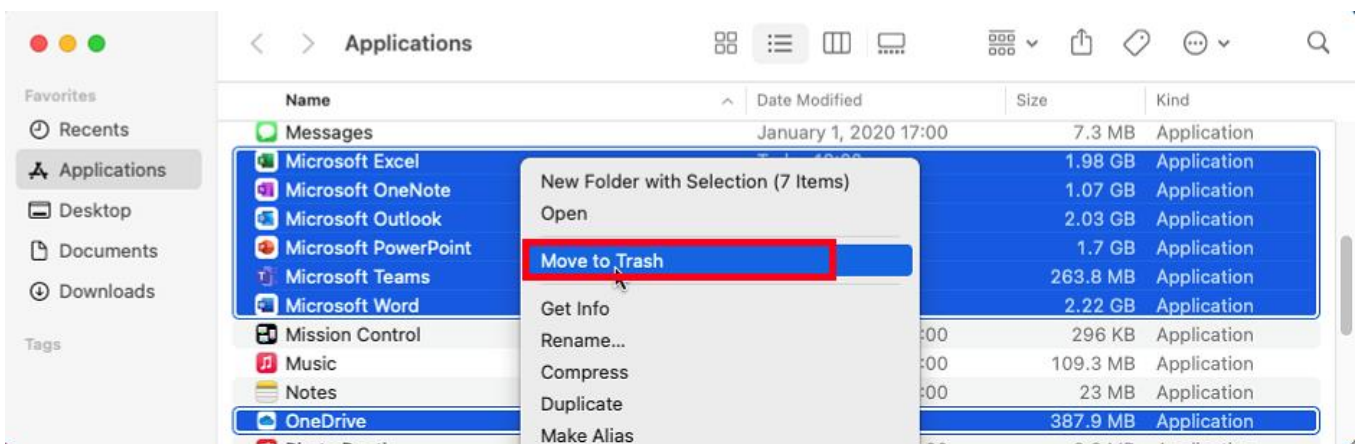 Applications
Favorites
Recents
Applications
Desktop
Documents
Downloads
Tags
Name Date Modified Size Kind
Messages January 1, 2020 17:00 7.3 MB Application
Microsoft Excel 1.98 GB Application
Microsoft OneNote 1.07 GB Application
Microsoft Outlook 2.03 GB Application
Microsoft PowerPoint 1.7 GB Application
Microsoft Teams 263.8 MB Application
Microsoft Word 2.22 GB Application
Mission Control :00 296 KB Application
Music :00 109.3 MB Application
Notes :00 23 MB Application
OneDrive 387.9 MB Application
New Folder with Selection (7 Items)
Open
Move to Trash
Get Info
Rename...
Compress
Duplicate
Make Alias